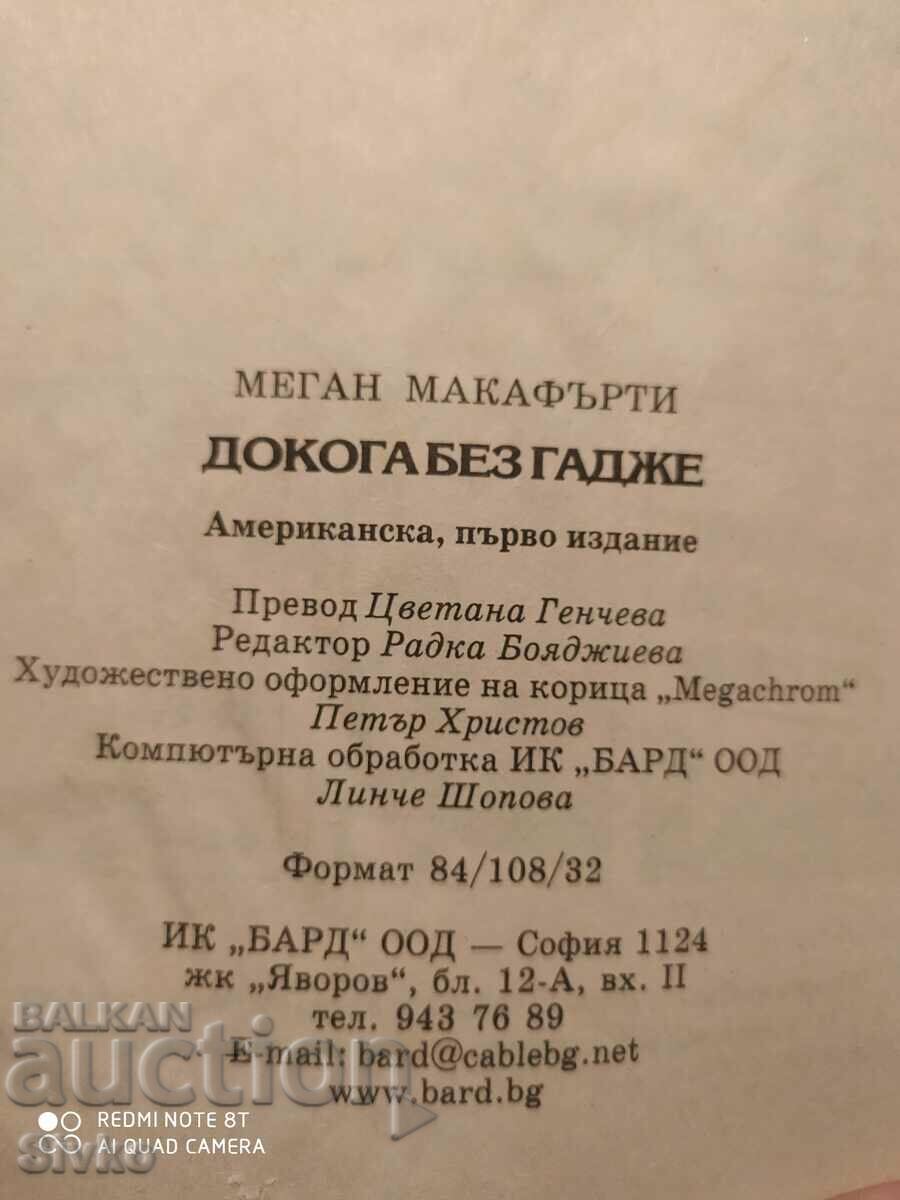 МЕГАН МАКАФЪРТИ
ДОКОГА БЕЗ ГАДЖЕ
Американска, първо издание
Превод Цветана Генчева
Редактор Радка Бояджиева
Художествено оформление на корица „Megachrom“
Петър Христов
Компютърна обработка ИК „БАРД“ ООД
Линче Шопова
Формат 84/108/32
ИК „БАРД“ ООД — София 1124
жк „Яворов“, бл. 12-А, вх. II
тел. 943 76 89
E-mail: bard@cablebg.net
www.bard.bg
BALKAN
auction
REDMI NOTE 8T
AI QUAD CAMERA
Sivko